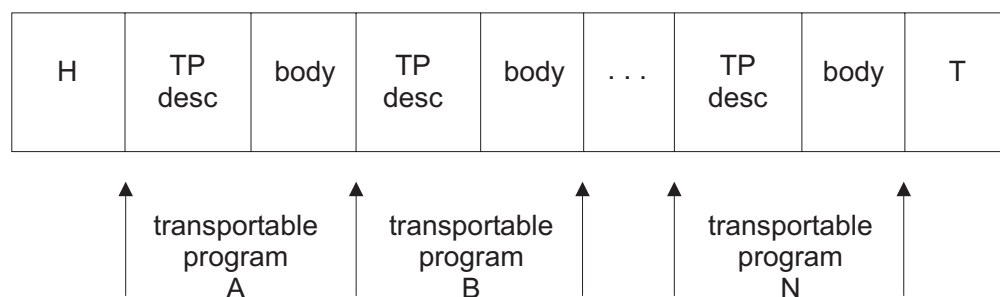 H
TP
desc
body
TP
desc
body
. . .
TP
desc
body
T
transportable
program
A
transportable
program
B
transportable
program
N